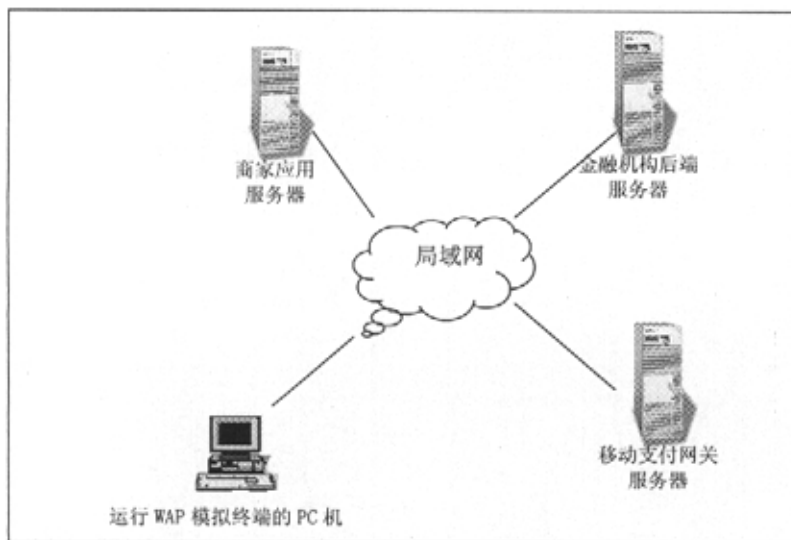 商家应用
服务器
金融机构后端
服务器
局域网
移动支付网关
服务器
运行 WAP 模拟终端的 PC 机